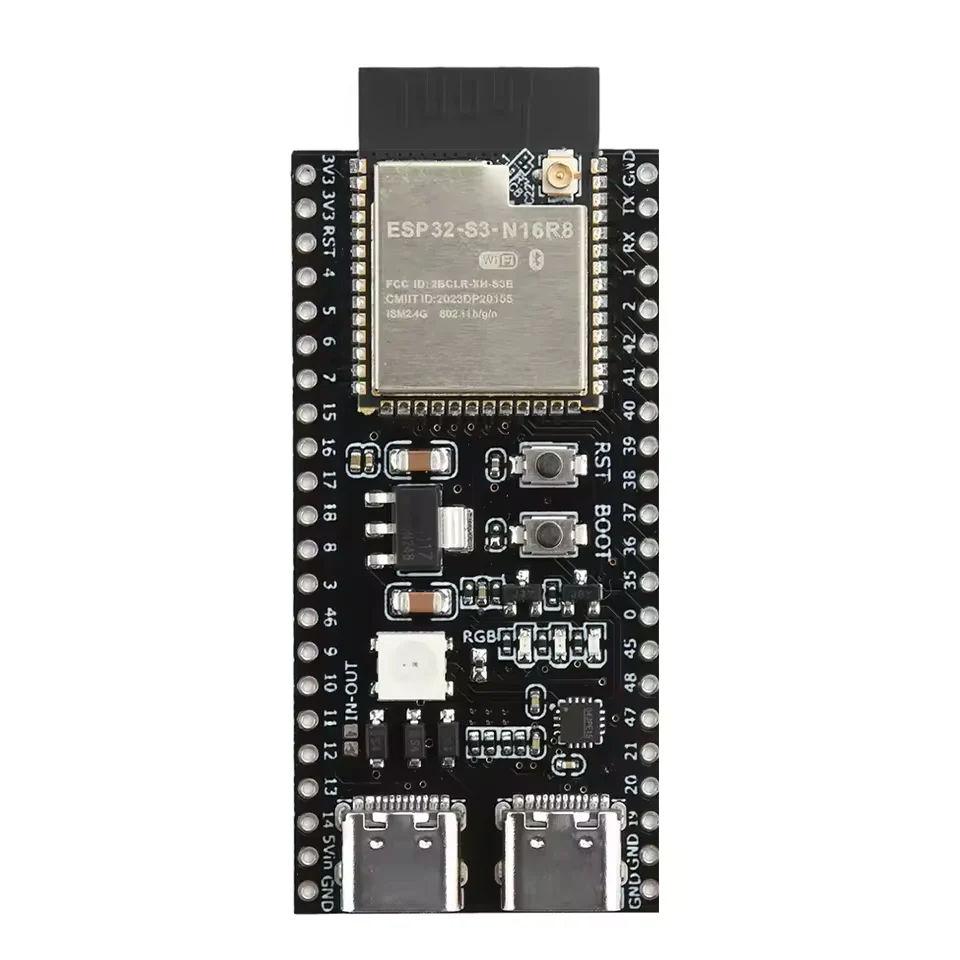 ESP32-S3-N16R8
WiFi
FCC ID: 2BCLR-XH-S3E
CMIIT ID:2023DP20155
ISM2.4G 802.11b/g/n
3V3
3V3
RST
4
5
6
7
15
16
17
18
8
3
46
9
10
11
12
13
14
5Vin
GND
GND
TX
RX
1
2
42
41
40
39
38
37
36
35
0
45
48
47
21
20
19
GND
GND
RST
BOOT
RGB
IN-OUT